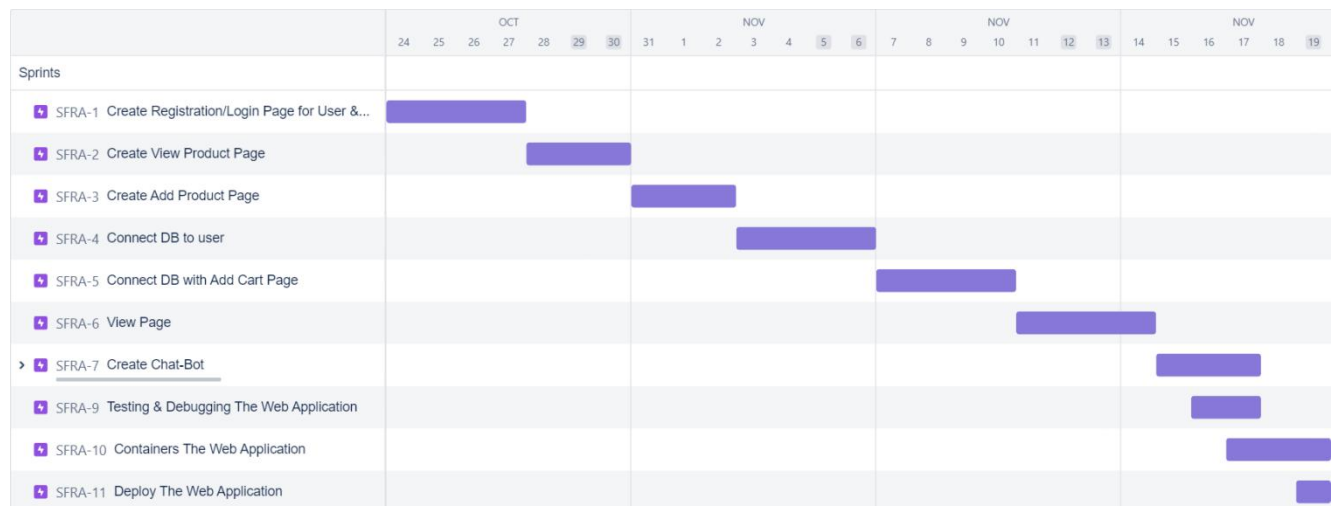 OCT NOV NOV NOV
24 25 26 27 28 29 30 31 1 2 3 4 5 6 7 8 9 10 11 12 13 14 15 16 17 18 19
Sprints
SFRA-1 Create Registration/Login Page for User &...
SFRA-2 Create View Product Page
SFRA-3 Create Add Product Page
SFRA-4 Connect DB to user
SFRA-5 Connect DB with Add Cart Page
SFRA-6 View Page
SFRA-7 Create Chat-Bot
SFRA-9 Testing & Debugging The Web Application
SFRA-10 Containers The Web Application
SFRA-11 Deploy The Web Application